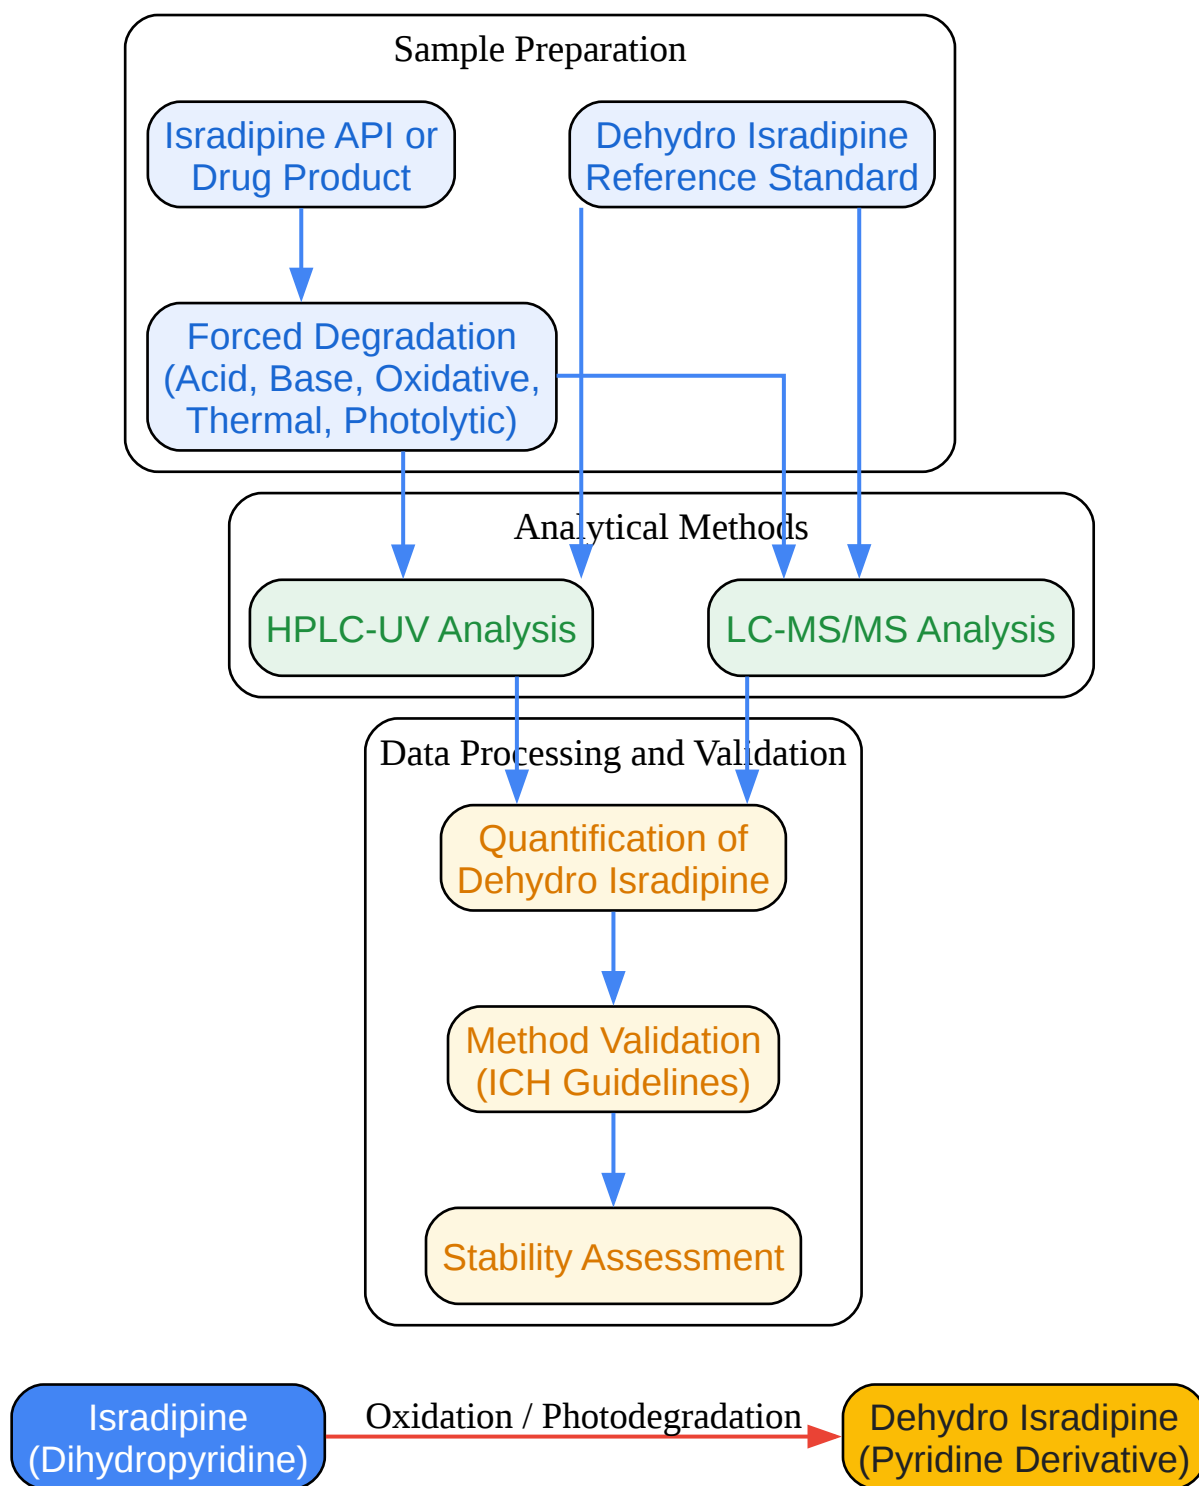 Sample Preparation
Isradipine API or
Drug Product
Dehydro Isradipine
Reference Standard
Forced Degradation
(Acid, Base, Oxidative,
Thermal, Photolytic)
Analytical Methods
HPLC-UV Analysis
LC-MS/MS Analysis
Data Processing and Validation
Quantification of
Dehydro Isradipine
Method Validation
(ICH Guidelines)
Stability Assessment
Isradipine
(Dihydropyridine)
Oxidation / Photodegradation
Dehydro Isradipine
(Pyridine Derivative)